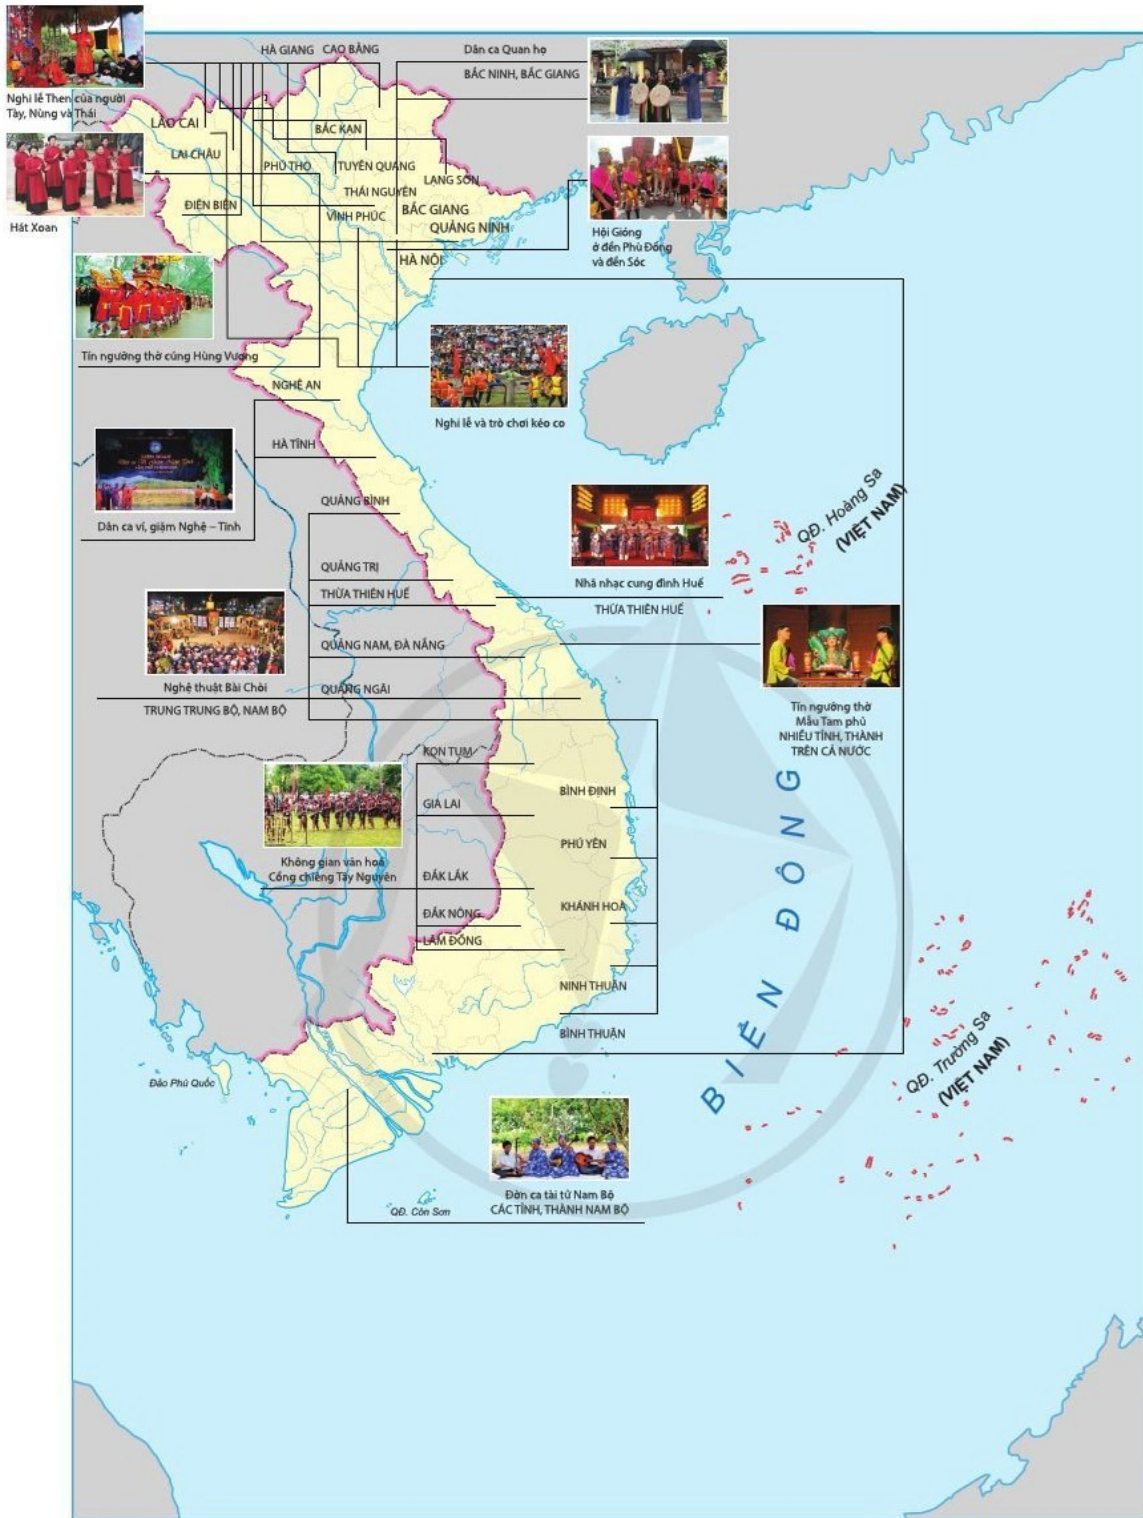 HÀ GIANG
CAO BẰNG
Dân ca Quan họ
BẮC NINH, BẮC GIANG
Nghi lễ Then của người
Tày, Nùng và Thái
LÀO CAI
BẮC KẠN
LAI CHÂU
PHÚ THỌ
TUYÊN QUANG
LẠNG SƠN
THÁI NGUYÊN
ĐIỆN BIÊN
VĨNH PHÚC
BẮC GIANG
QUẢNG NINH
Hát Xoan
Hội Gióng
ở đền Phù Đổng
và đền Sóc
HÀ NỘI
Tín ngưỡng thờ cúng Hùng Vương
NGHỆ AN
Nghi lễ và trò chơi kéo co
HÀ TĨNH
Dân ca ví, giặm Nghệ – Tĩnh
QUẢNG BÌNH
QĐ. Hoàng Sa
(VIỆT NAM)
QUẢNG TRỊ
Nhã nhạc cung đình Huế
THỪA THIÊN HUẾ
THỪA THIÊN HUẾ
QUẢNG NAM, ĐÀ NẴNG
Nghệ thuật Bài Chòi
QUẢNG NGÃI
TRUNG TRUNG BỘ, NAM BỘ
Tín ngưỡng thờ
Mẫu Tam phủ
NHIỀU TỈNH, THÀNH
TRÊN CẢ NƯỚC
KON TUM
BÌNH ĐỊNH
GIA LAI
PHÚ YÊN
Không gian văn hoá
Cồng chiêng Tây Nguyên
ĐẮK LẮK
KHÁNH HOÀ
ĐẮK NÔNG
LÂM ĐỒNG
BIỂN ĐÔNG
NINH THUẬN
BÌNH THUẬN
QĐ. Trường Sa
(VIỆT NAM)
Đảo Phú Quốc
Đờn ca tài tử Nam Bộ
CÁC TỈNH, THÀNH NAM BỘ
QĐ. Côn Sơn